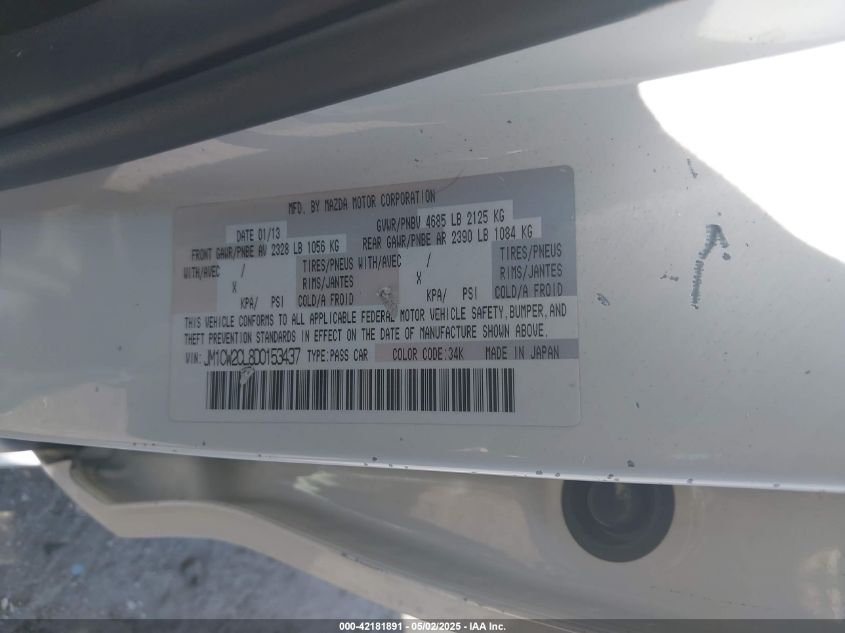 MFD. BY MAZDA MOTOR CORPORATION
DATE 01/13 GVWR/PNBV 4685 LB 2125 KG
FRONT GAWR/PNBE AV 2328 LB 1056 KG REAR GAWR/PNBE AR 2390 LB 1084 KG
WITH/AVEC / TIRES/PNEUS WITH/AVEC / TIRES/PNEUS
X RIMS/JANTES X RIMS/JANTES
KPA/ PSI COLD/A FROID KPA/ PSI COLD/A FROID
THIS VEHICLE CONFORMS TO ALL APPLICABLE FEDERAL MOTOR VEHICLE SAFETY, BUMPER, AND
THEFT PREVENTION STANDARDS IN EFFECT ON THE DATE OF MANUFACTURE SHOWN ABOVE.
VIN: JM1CW2CL8D0153437 TYPE: PASS CAR COLOR CODE: 34K MADE IN JAPAN
000-42181891 - 05/02/2025 - IAA Inc.